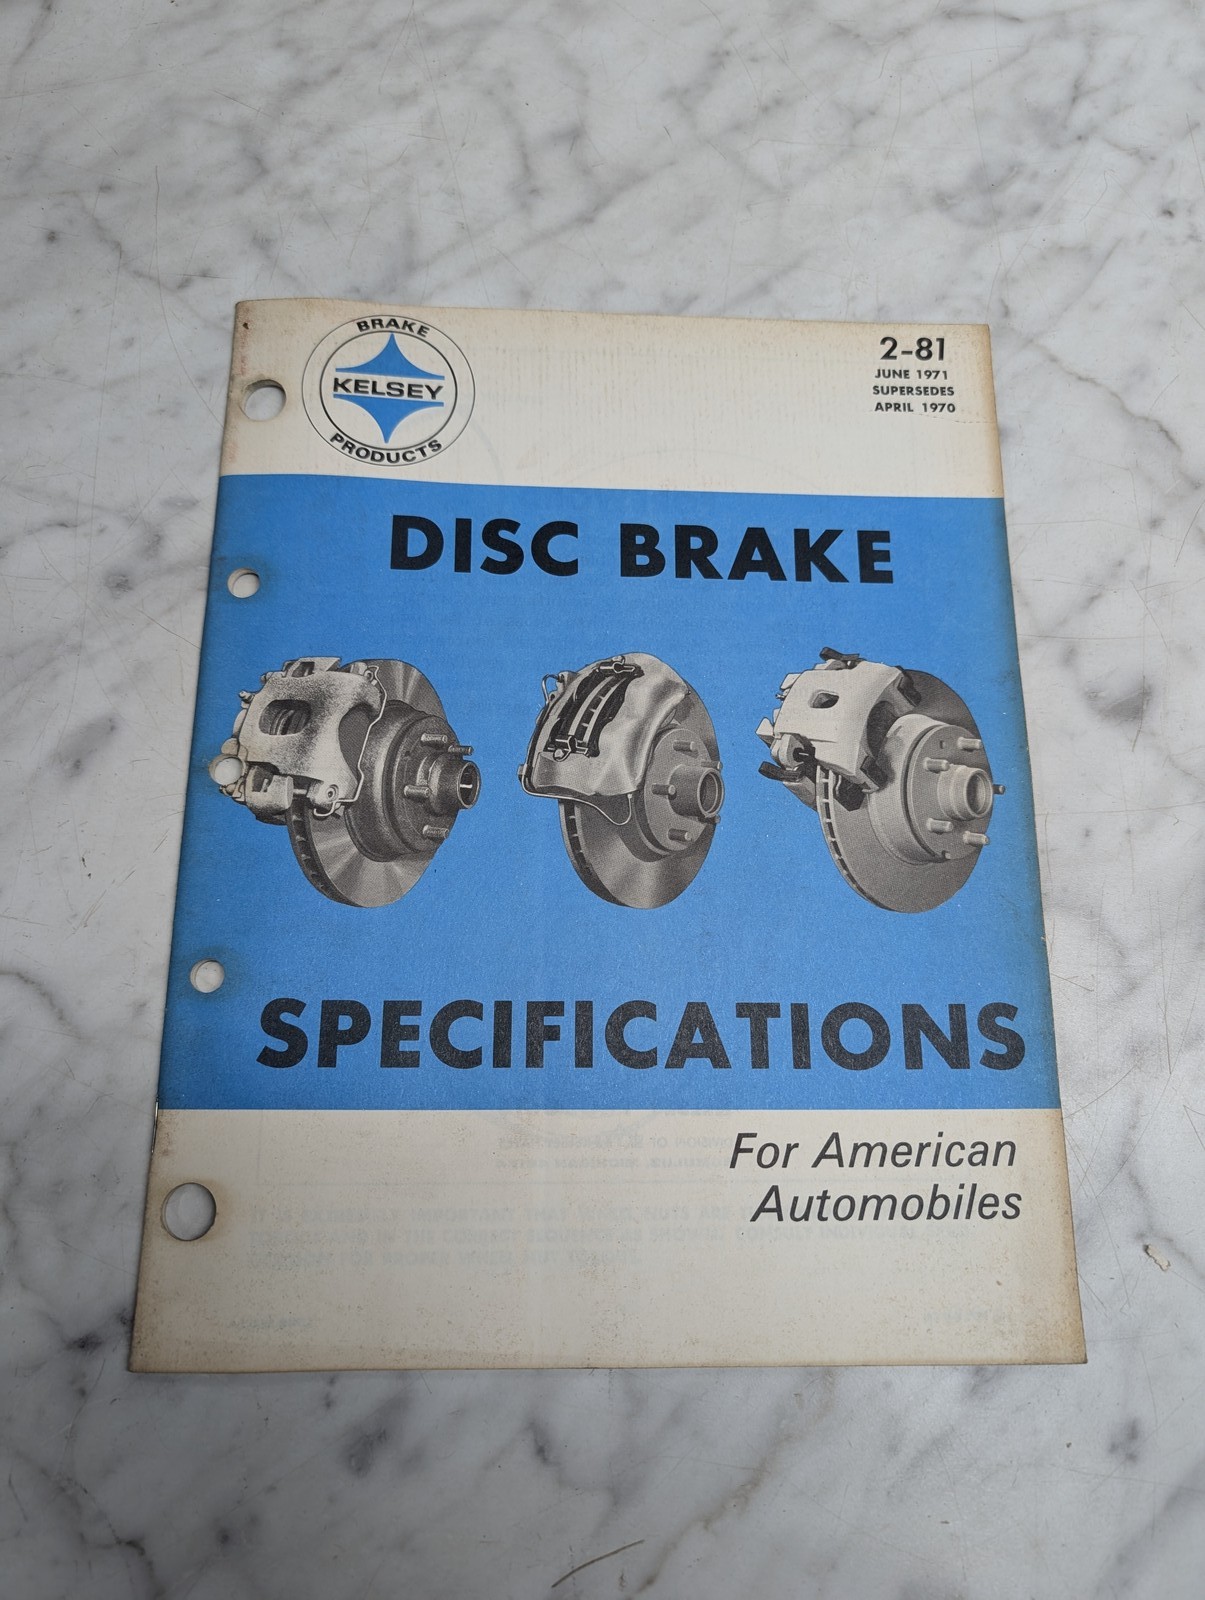 BRAKE
KELSEY
PRODUCTS
2-81
JUNE 1971
SUPERSEDES
APRIL 1970
DISC BRAKE
SPECIFICATIONS
For American
Automobiles